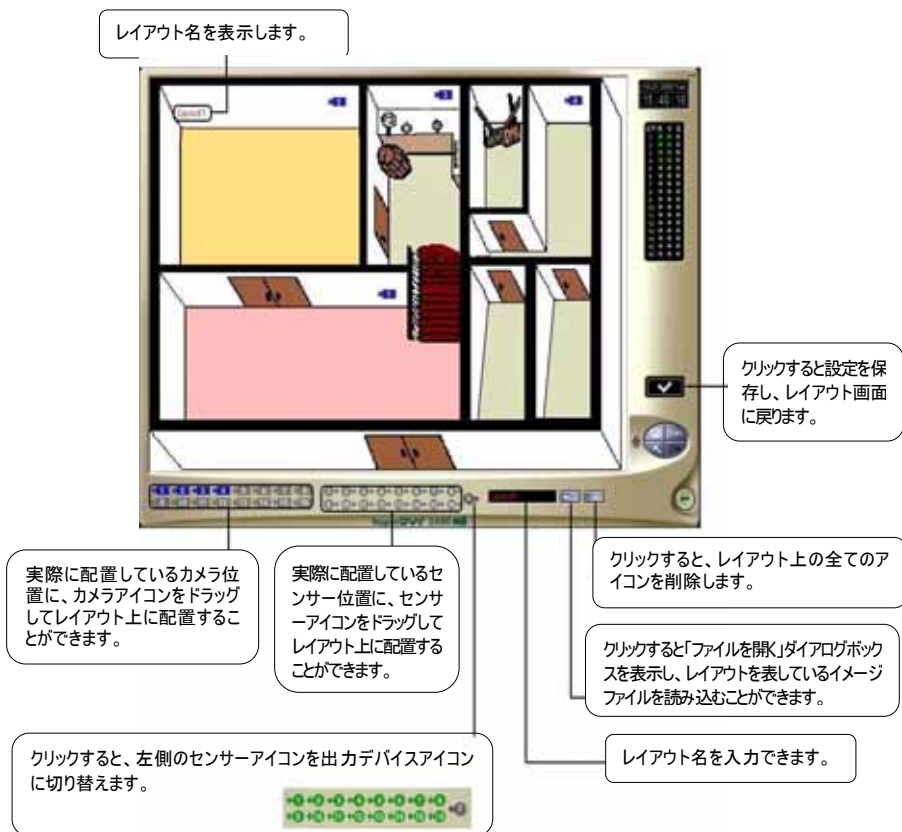 レイアウト名を表示します。
クリックすると設定を保
存し、レイアウト画面
に戻ります。
実際に配置しているカメラ位
置に、カメラアイコンをドラッグ
してレイアウト上に配置するこ
とができます。
実際に配置しているセ
ンサー位置に、センサ
ーアイコンをドラッグして
レイアウト上に配置する
ことができます。
クリックすると、レイアウト上の全てのア
イコンを削除します。
クリックすると「ファイルを開く」ダイアログボック
スを表示し、レイアウトを表しているイメージ
ファイルを読み込むことができます。
クリックすると、左側のセンサーアイコンを出力デバイスアイコン
に切り替えます。
レイアウト名を入力できます。